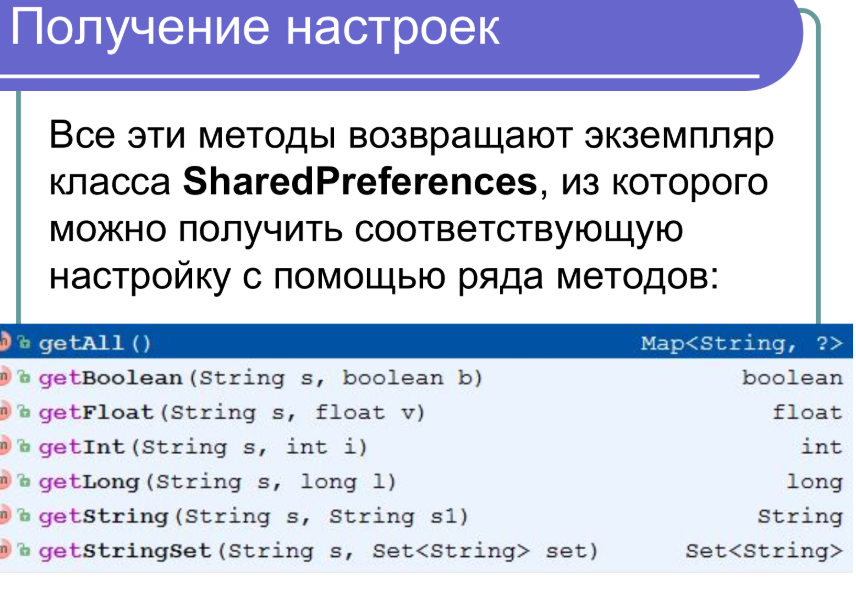 Получение настроек
Все эти методы возвращают экземпляр
класса SharedPreferences, из которого
можно получить соответствующую
настройку с помощью ряда методов:
getAll() Map<String, ?>
getBoolean(String s, boolean b) boolean
getFloat(String s, float v) float
getInt(String s, int i) int
getLong(String s, long l) long
getString(String s, String s1) String
getStringSet(String s, Set<String> set) Set<String>